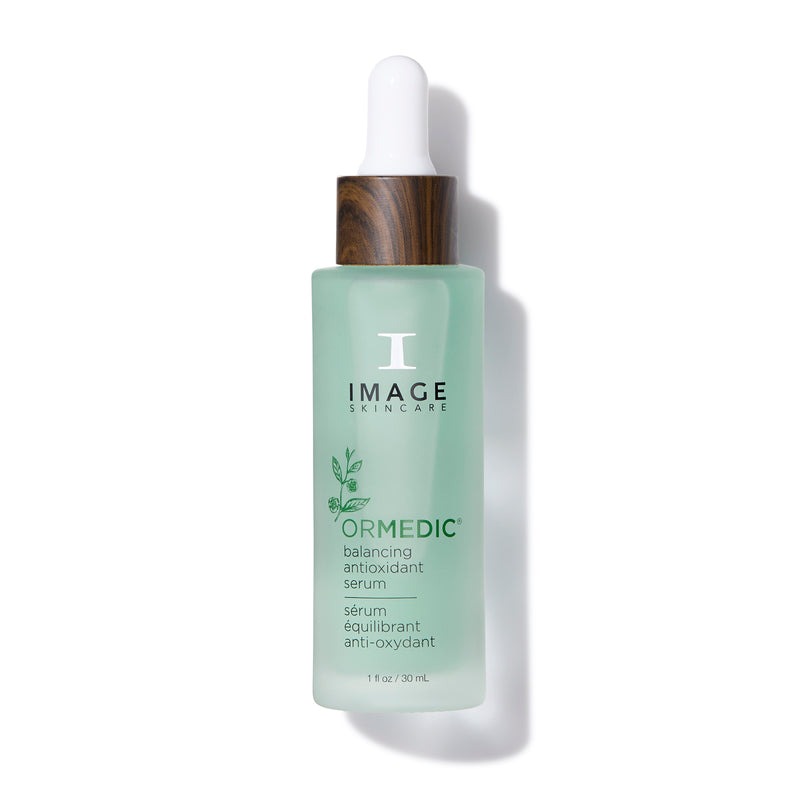 I
IMAGE
SKINCARE
ORMEDIC®
balancing
antioxidant
serum
sérum
équilibrant
anti-oxydant
1 fl oz / 30 mL